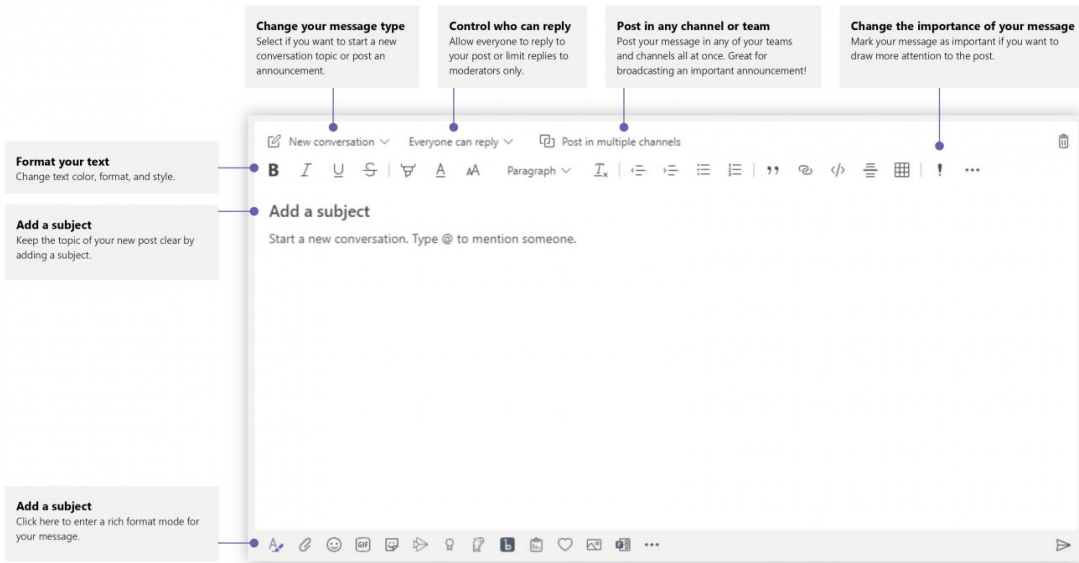 Change your message type
Select if you want to start a new
conversation topic or post an
announcement.
Control who can reply
Allow everyone to reply to
your post or limit replies to
moderators only.
Post in any channel or team
Post your message in any of your teams
and channels all at once. Great for
broadcasting an important announcement!
Change the importance of your message
Mark your message as important if you want to
draw more attention to the post.
New conversation
Everyone can reply
Post in multiple channels
Format your text
Change text color, format, and style.
B I U S A AA Paragraph Tx
Add a subject
Keep the topic of your new post clear by
adding a subject.
Add a subject
Start a new conversation. Type @ to mention someone.
Add a subject
Click here to enter a rich format mode for
your message.
GIF
b